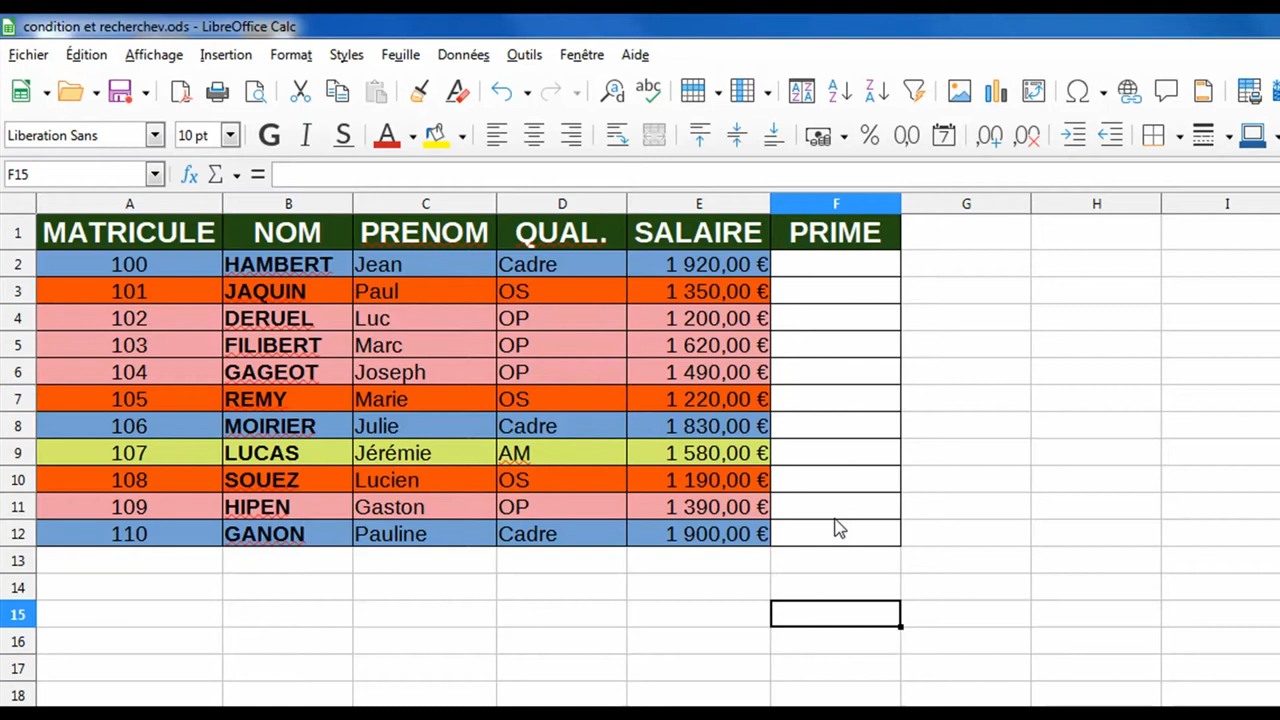 condition et recherchev.ods - LibreOffice Calc
Fichier Édition Affichage Insertion Format Styles Feuille Données Outils Fenêtre Aide
Liberation Sans 10 pt G I S A % 0,0
F15 fx Σ =
A B C D E F G H I
1 MATRICULE NOM PRENOM QUAL. SALAIRE PRIME
2 100 HAMBERT Jean Cadre 1 920,00 €
3 101 JAQUIN Paul OS 1 350,00 €
4 102 DERUEL Luc OP 1 200,00 €
5 103 FILIBERT Marc OP 1 620,00 €
6 104 GAGEOT Joseph OP 1 490,00 €
7 105 REMY Marie OS 1 220,00 €
8 106 MOIRIER Julie Cadre 1 830,00 €
9 107 LUCAS Jérémie AM 1 580,00 €
10 108 SOUEZ Lucien OS 1 190,00 €
11 109 HIPEN Gaston OP 1 390,00 €
12 110 GANON Pauline Cadre 1 900,00 €
13
14
15
16
17
18